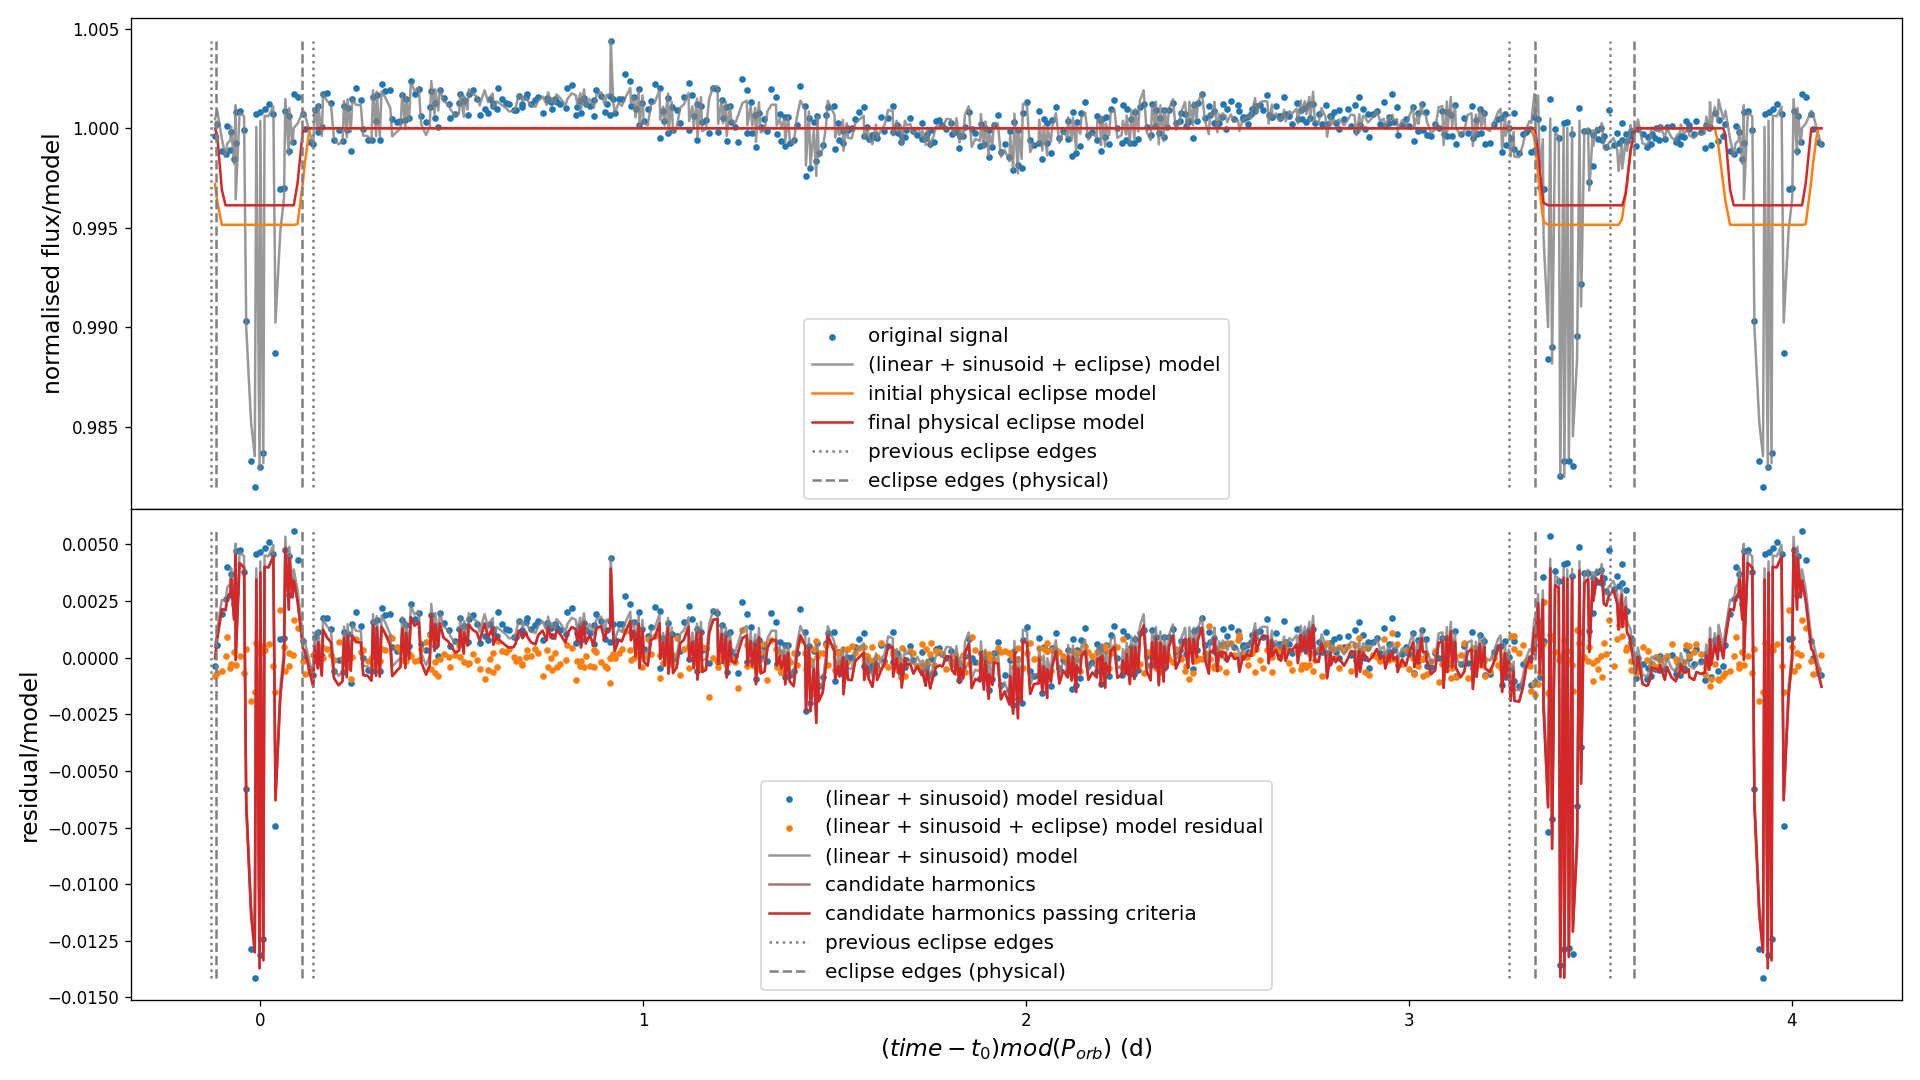 1.005
1.000
0.995
0.990
0.985
normalised flux/model
original signal
(linear + sinusoid + eclipse) model
initial physical eclipse model
final physical eclipse model
previous eclipse edges
eclipse edges (physical)
0.0050
0.0025
0.0000
−0.0025
−0.0050
−0.0075
−0.0100
−0.0125
−0.0150
residual/model
(linear + sinusoid) model residual
(linear + sinusoid + eclipse) model residual
(linear + sinusoid) model
candidate harmonics
candidate harmonics passing criteria
previous eclipse edges
eclipse edges (physical)
0 1 2 3 4
(time − t₀)mod(Pₒᵣb) (d)